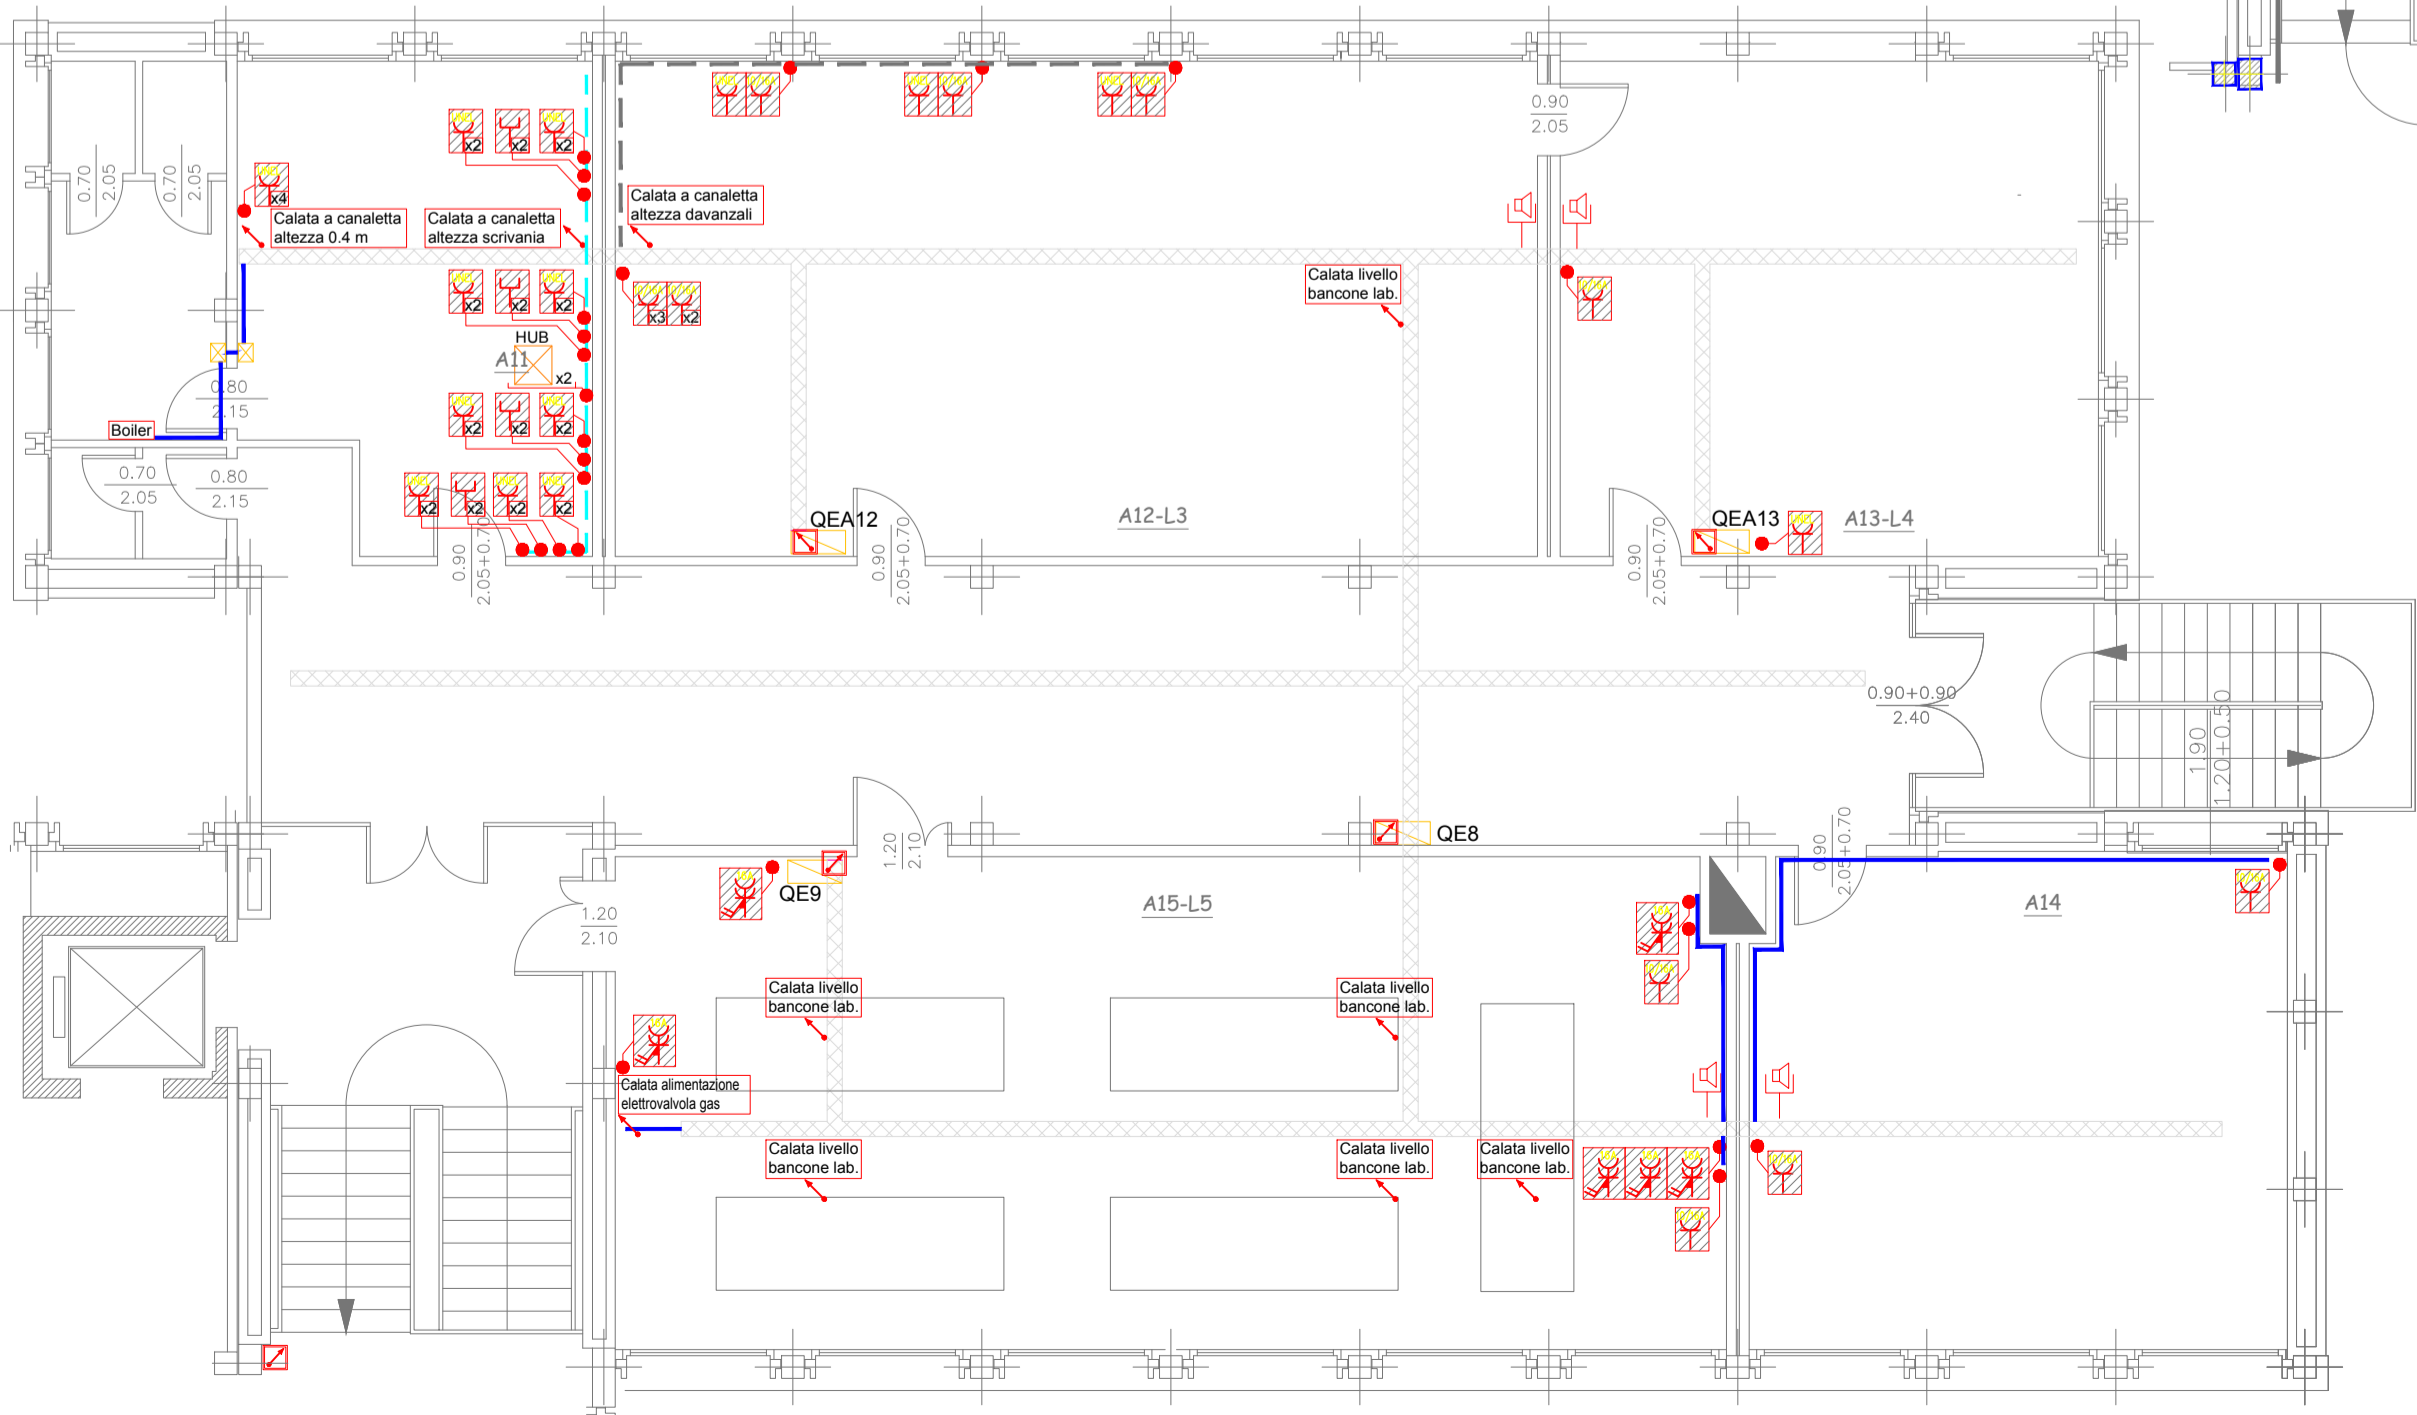 0.90
2.05
0.70
2.05
0.70
2.05
x2
x2
x2
x4
Calata a canaletta
altezza 0.4 m
Calata a canaletta
altezza scrivania
Calata a canaletta
altezza davanzali
Calata livello
bancone lab.
x2
x2
x2
x3
x2
HUB
A11
x2
0.80
2.15
x2
x2
x2
Boiler
0.70
2.05
0.80
2.15
x2
x2
x2
x2
0.90
2.05+0.70
QEA12
0.90
2.05+0.70
A12-L3
0.90
2.05+0.70
QEA13
A13-L4
0.90+0.90
2.40
1.90
1.20+0.50
QE8
1.20
2.10
0.90
2.05+0.70
QE9
A15-L5
A14
1.20
2.10
Calata livello
bancone lab.
Calata livello
bancone lab.
Calata alimentazione
elettrovalvola gas
Calata livello
bancone lab.
Calata livello
bancone lab.
Calata livello
bancone lab.